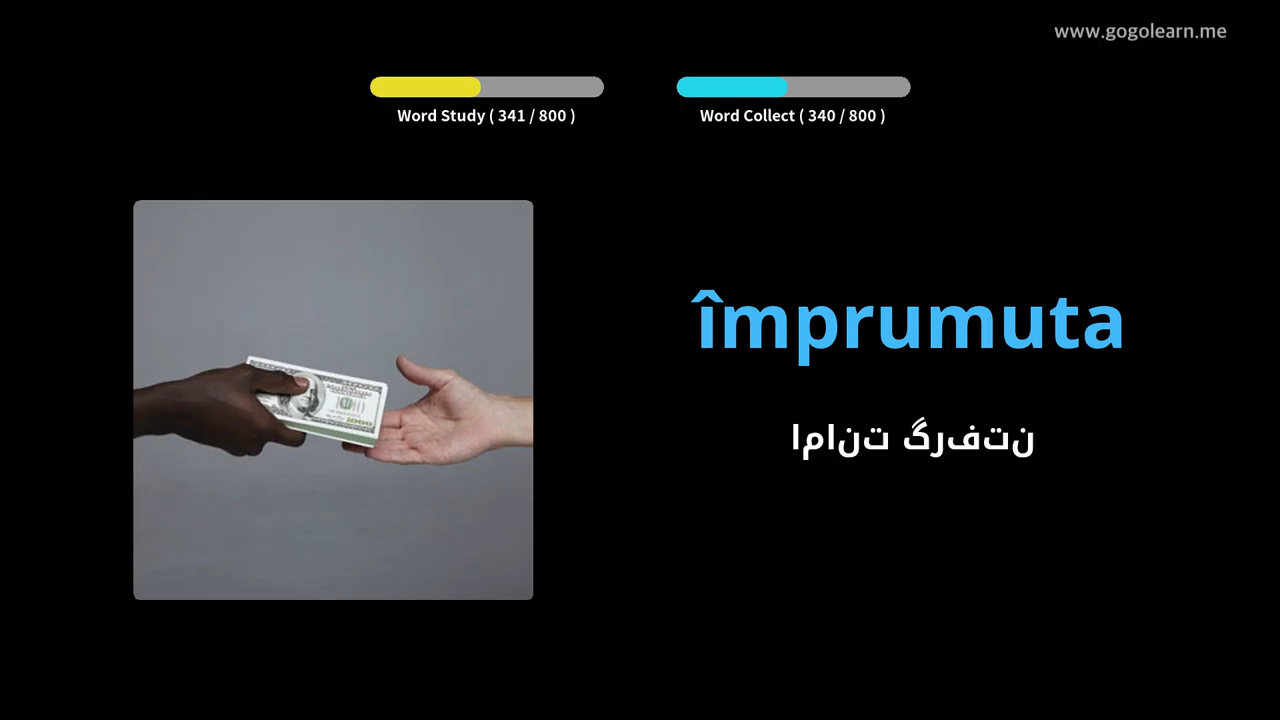 www.gogolearn.me
Word Study ( 341 / 800 )
Word Collect ( 340 / 800 )
împrumuta
امانت گرفتن